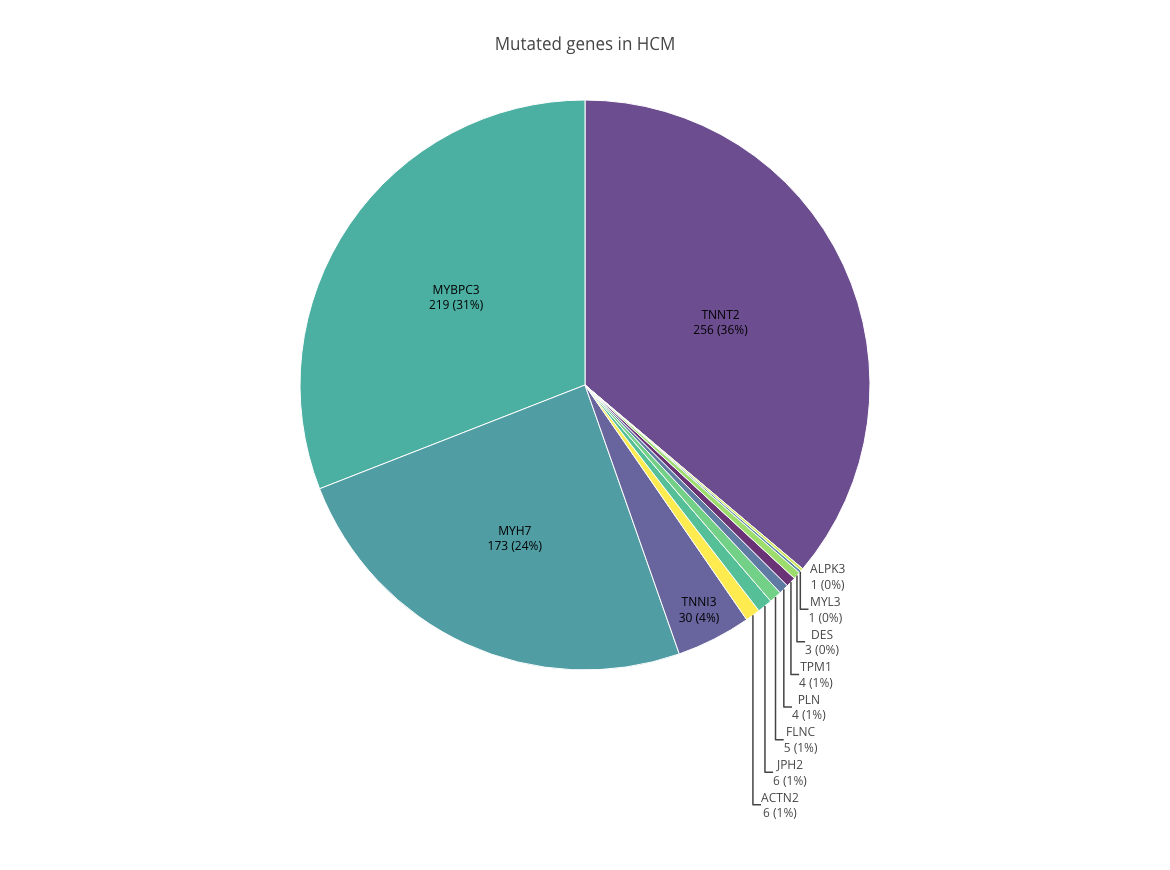 Mutated genes in HCM
MYBPC3
219 (31%)
TNNT2
256 (36%)
MYH7
173 (24%)
TNNI3
30 (4%)
ALPK3
1 (0%)
MYL3
1 (0%)
DES
3 (0%)
TPM1
4 (1%)
PLN
4 (1%)
FLNC
5 (1%)
JPH2
6 (1%)
ACTN2
6 (1%)